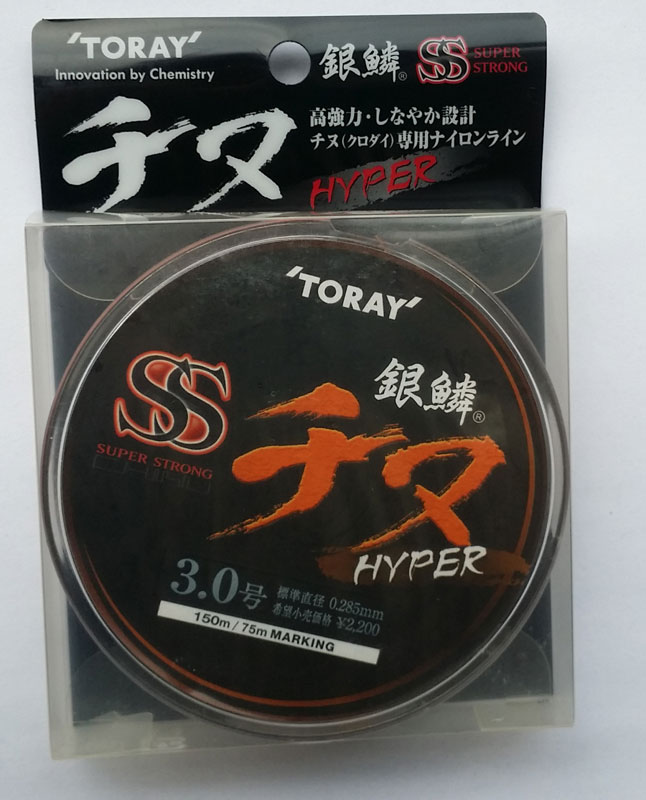 'TORAY'
Innovation by Chemistry
銀鱗®
SS SUPER STRONG
チヌ
高強力・しなやか設計
チヌ(クロダイ)専用ナイロンライン
HYPER
'TORAY'
SS
SUPER STRONG
銀鱗®
チヌ
HYPER
3.0号
標準直径 0.285mm
希望小売価格 ¥2,200
150m / 75m MARKING